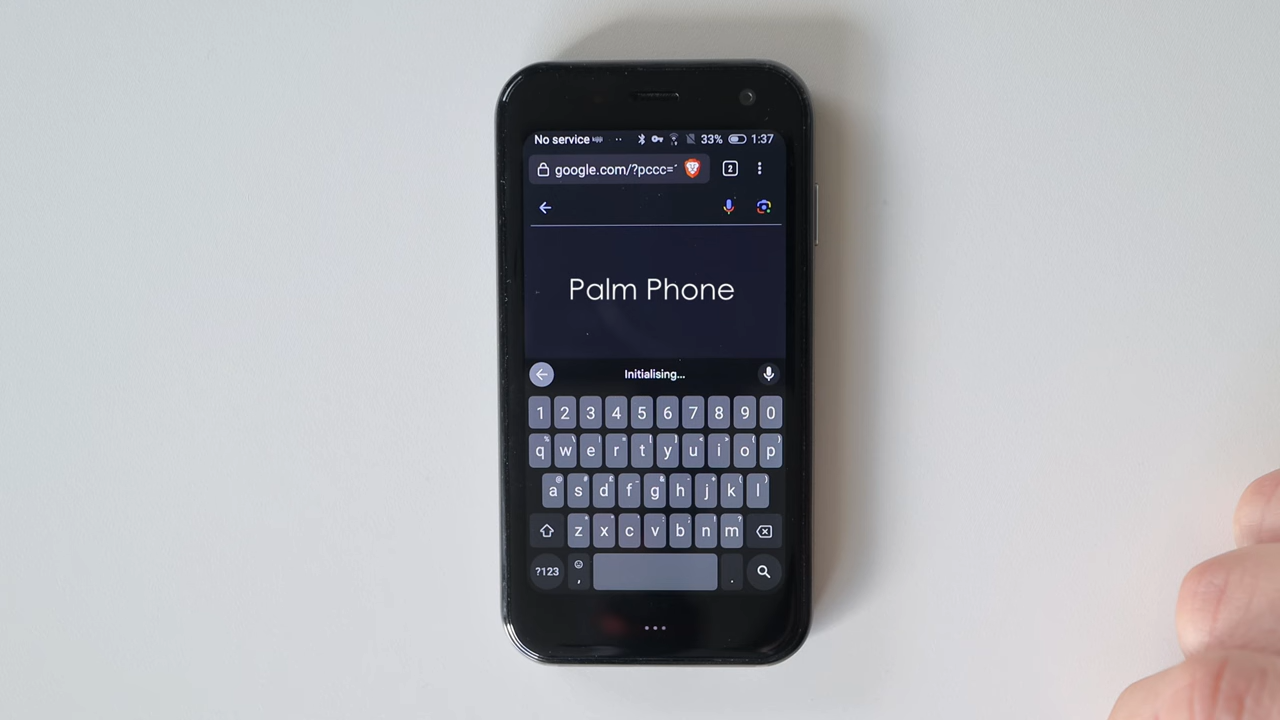 No service 33% 1:37
google.com/?pccc= 2
Palm Phone
Initialising...
1 2 3 4 5 6 7 8 9 0
q w e r t y u i o p
a s d f g h j k l
z x c v b n m
?123 , .